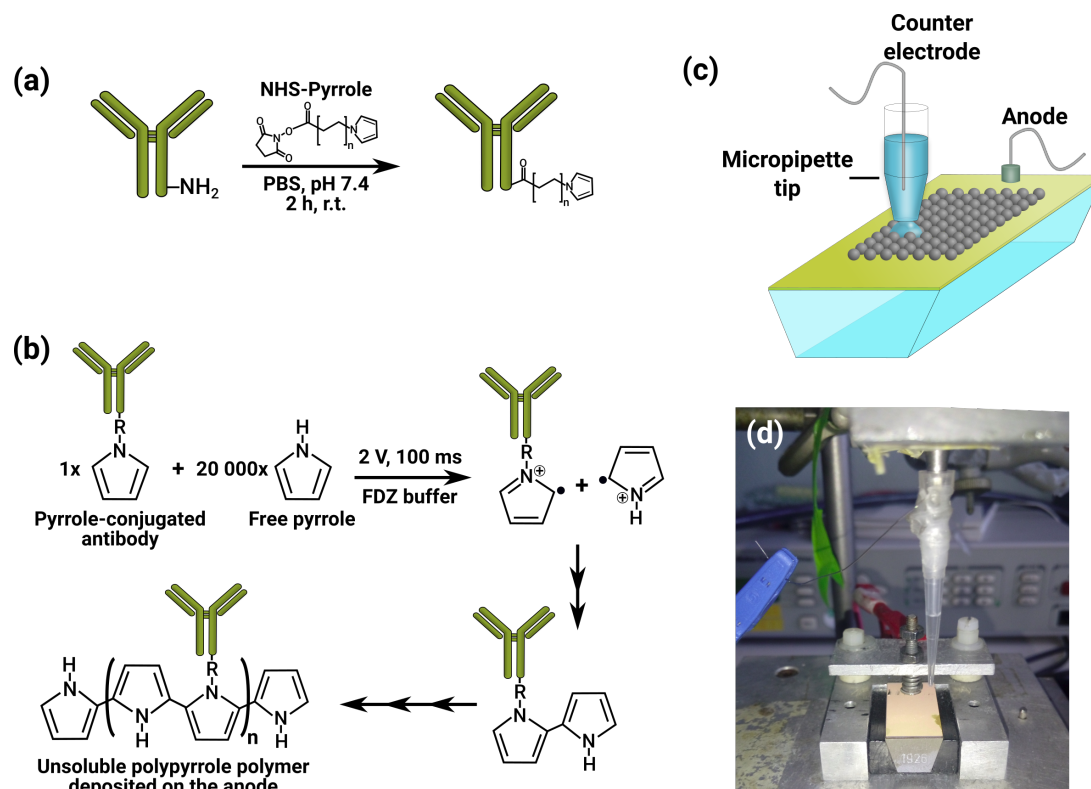 (a)
NHS-Pyrrole
O
O
N
O
O
N
n
PBS, pH 7.4
2 h, r.t.
NH2
O
N
n
(b)
R
N
1x
+
20 000x
H
N
2 V, 100 ms
FDZ buffer
Pyrrole-conjugated
antibody
Free pyrrole
R
N
+
+
N
+
H
R
N
N
H
H
N
N
H
R
N
n
N
H
Unsoluble polypyrrole polymer
deposited on the anode
(c)
Counter
electrode
Anode
Micropipette
tip
(d)
1926